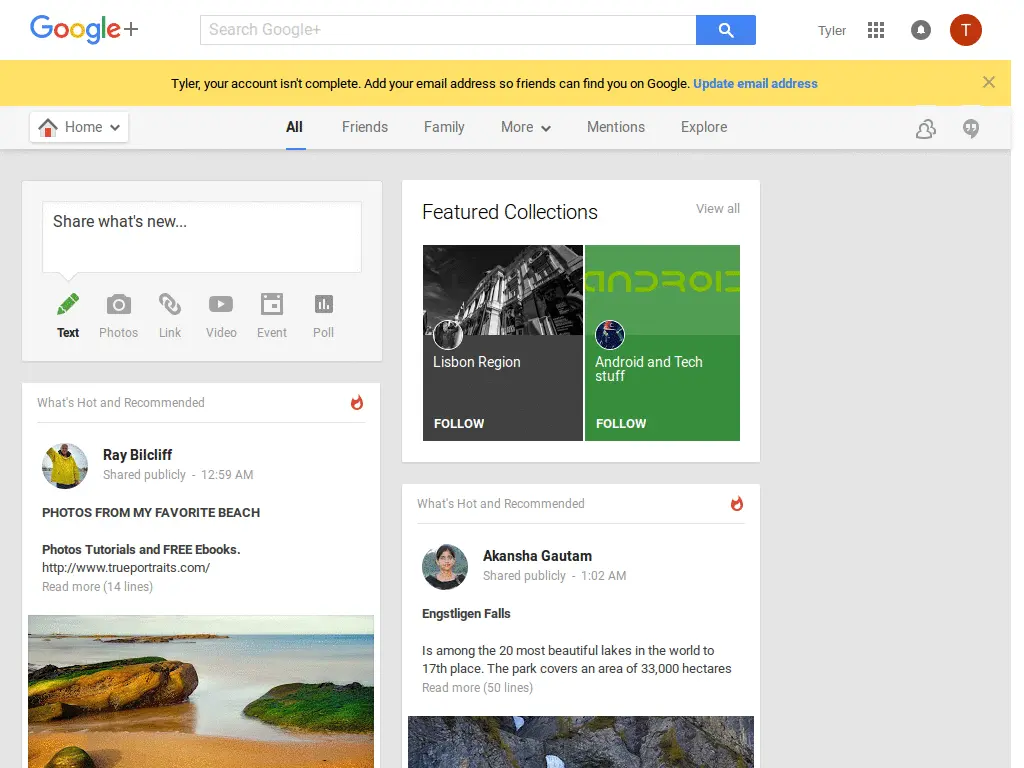 Google+
Search Google+
Tyler
T
Tyler, your account isn't complete. Add your email address so friends can find you on Google. Update email address
Home
All
Friends
Family
More
Mentions
Explore
Share what's new...
Text
Photos
Link
Video
Event
Poll
Featured Collections
View all
ANDROID
Lisbon Region
Android and Tech
stuff
FOLLOW
FOLLOW
What's Hot and Recommended
Ray Bilcliff
Shared publicly - 12:59 AM
PHOTOS FROM MY FAVORITE BEACH
Photos Tutorials and FREE Ebooks.
http://www.trueportraits.com/
Read more (14 lines)
What's Hot and Recommended
Akansha Gautam
Shared publicly - 1:02 AM
Engstligen Falls
Is among the 20 most beautiful lakes in the world to
17th place. The park covers an area of 33,000 hectares
Read more (50 lines)